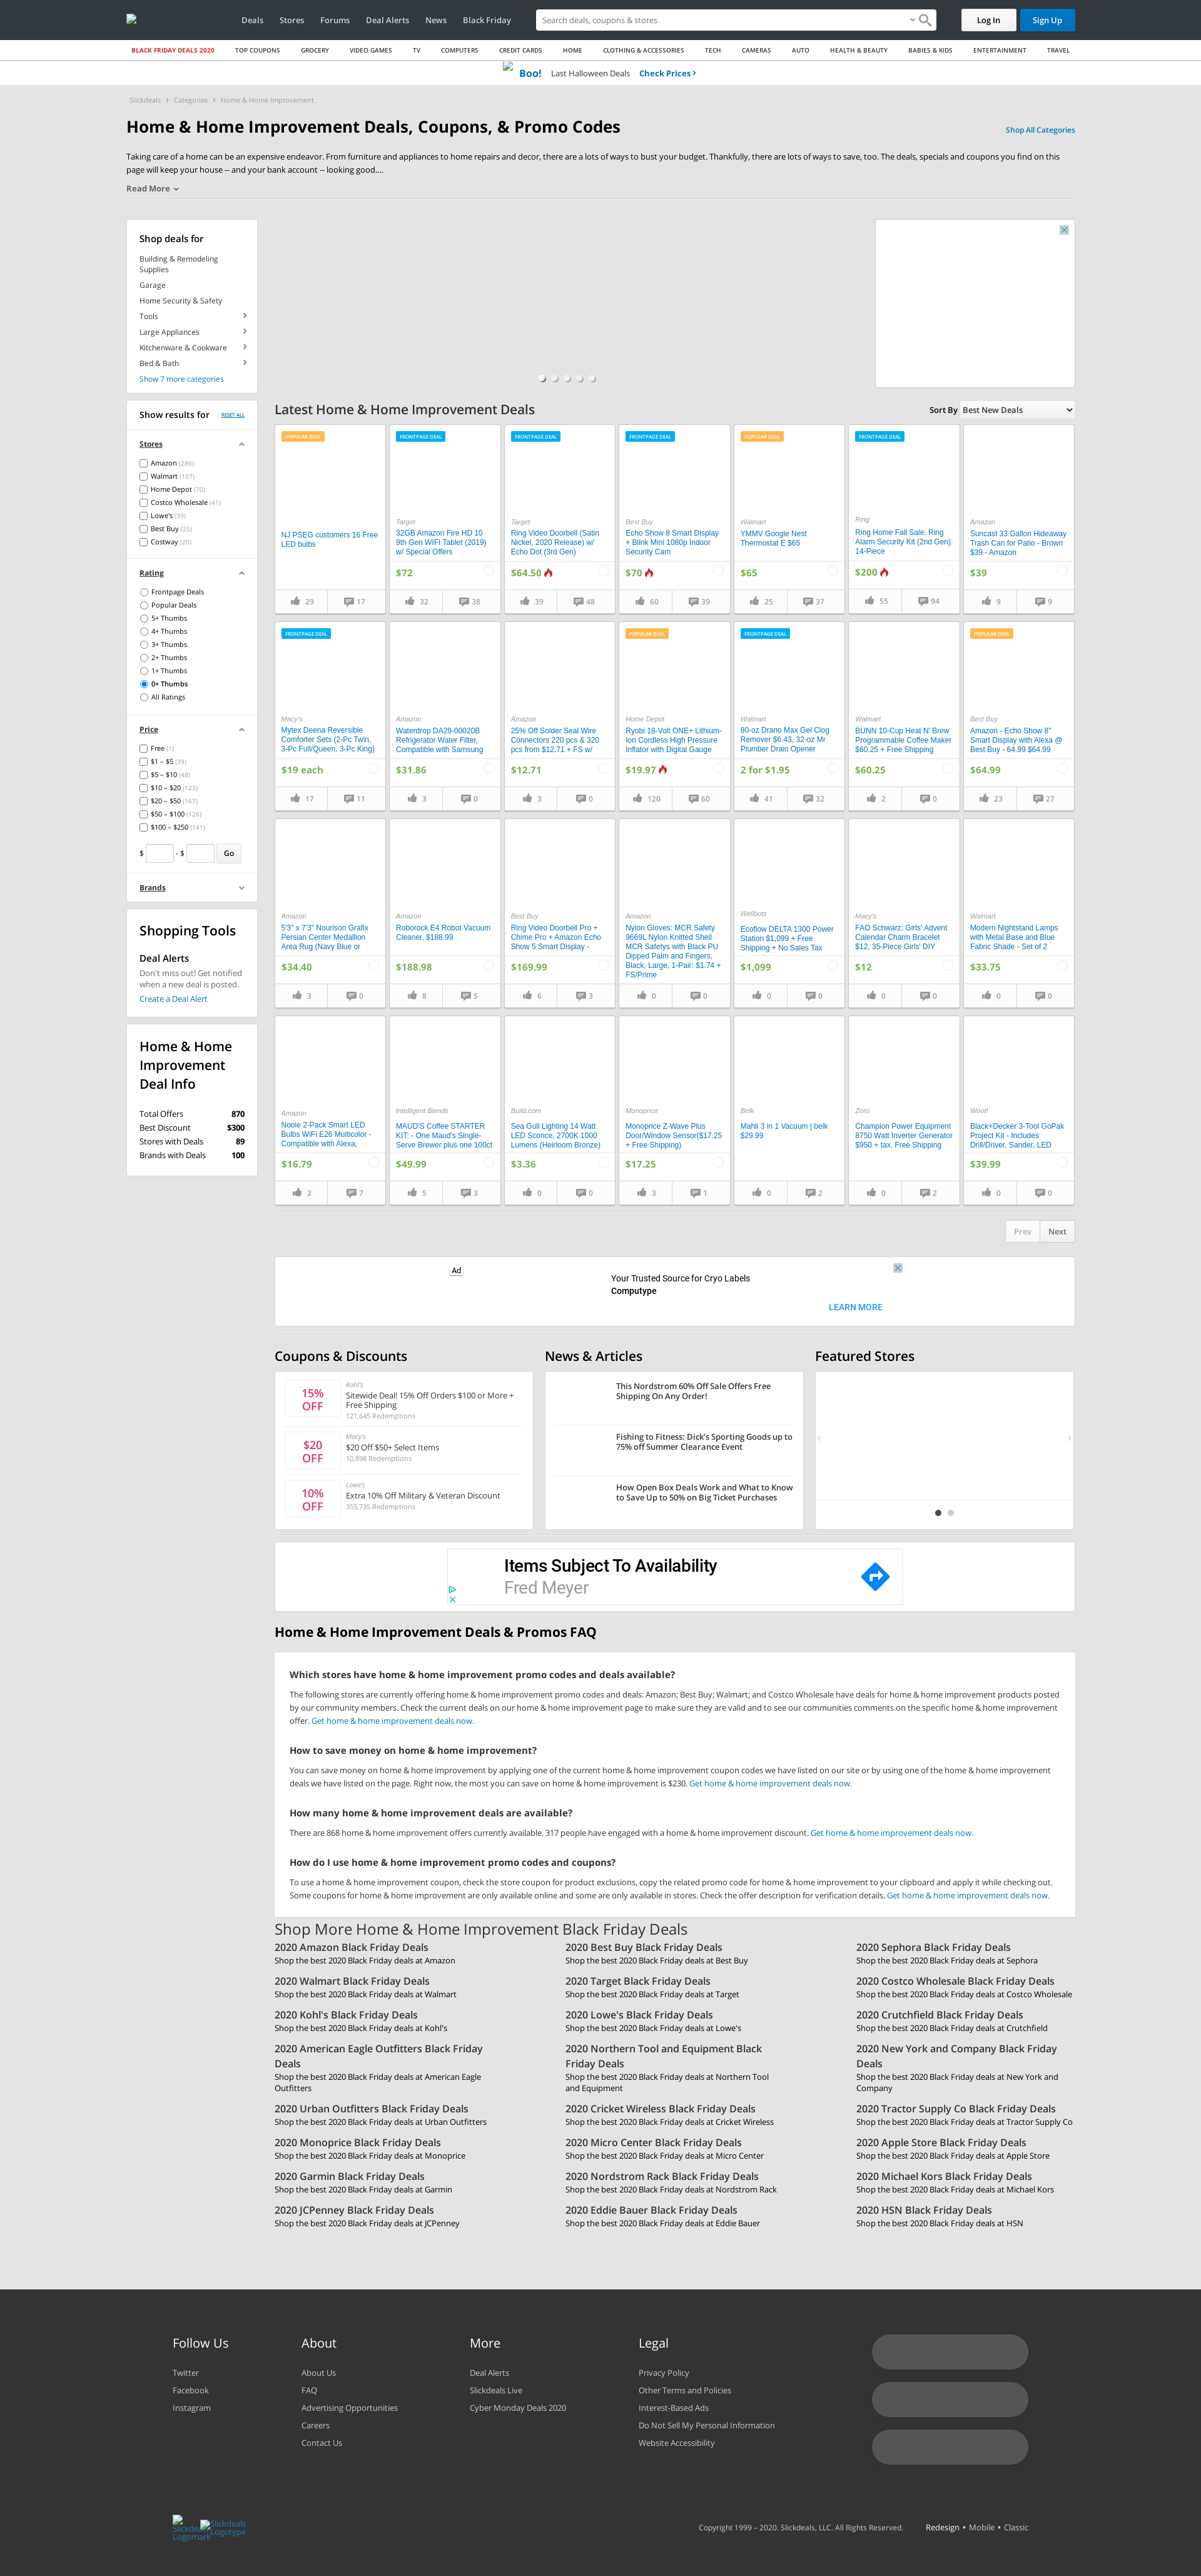 Deals Stores Forums Deal Alerts News Black Friday
Search deals, coupons & stores
Log In Sign Up
BLACK FRIDAY DEALS 2020 TOP COUPONS GROCERY VIDEO GAMES TV COMPUTERS CREDIT CARDS HOME CLOTHING & ACCESSORIES TECH CAMERAS AUTO HEALTH & BEAUTY BABIES & KIDS ENTERTAINMENT TRAVEL
Boo! Last Halloween Deals Check Prices
Slickdeals Categories Home & Home Improvement
Home & Home Improvement Deals, Coupons, & Promo Codes
Shop All Categories
Taking care of a home can be an expensive endeavor. From furniture and appliances to home repairs and decor, there are a lots of ways to bust your budget. Thankfully, there are lots of ways to save, too. The deals, specials and coupons you find on this
page will keep your house -- and your bank account -- looking good....
Read More
Shop deals for
Building & Remodeling
Supplies
Garage
Home Security & Safety
Tools
Large Appliances
Kitchenware & Cookware
Bed & Bath
Show 7 more categories
Show results for RESET ALL
Stores
Amazon (286)
Walmart (107)
Home Depot (70)
Costco Wholesale (41)
Lowe's (39)
Best Buy (25)
Costway (20)
Rating
Frontpage Deals
Popular Deals
5+ Thumbs
4+ Thumbs
3+ Thumbs
2+ Thumbs
1+ Thumbs
0+ Thumbs
All Ratings
Price
Free (1)
$1 – $5 (39)
$5 – $10 (48)
$10 – $20 (123)
$20 – $50 (167)
$50 – $100 (126)
$100 – $250 (141)
$ - $ Go
Brands
Shopping Tools
Deal Alerts
Don't miss out! Get notified
when a new deal is posted.
Create a Deal Alert
Home & Home
Improvement
Deal Info
Total Offers 870
Best Discount $300
Stores with Deals 89
Brands with Deals 100
Latest Home & Home Improvement Deals
Sort By Best New Deals
POPULAR DEAL
NJ PSEG customers 16 Free
LED bulbs
29 17
FRONTPAGE DEAL
Target
32GB Amazon Fire HD 10
9th Gen WIFI Tablet (2019)
w/ Special Offers
$72
32 38
FRONTPAGE DEAL
Target
Ring Video Doorbell (Satin
Nickel, 2020 Release) w/
Echo Dot (3rd Gen)
$64.50
39 48
FRONTPAGE DEAL
Best Buy
Echo Show 8 Smart Display
+ Blink Mini 1080p Indoor
Security Cam
$70
60 39
POPULAR DEAL
Walmart
YMMV Google Nest
Thermostat E $65
$65
25 37
FRONTPAGE DEAL
Ring
Ring Home Fall Sale: Ring
Alarm Security Kit (2nd Gen):
14-Piece
$200
55 94
Amazon
Suncast 33 Gallon Hideaway
Trash Can for Patio - Brown
$39 - Amazon
$39
9 9
FRONTPAGE DEAL
Macy's
Mytex Deena Reversible
Comforter Sets (2-Pc Twin,
3-Pc Full/Queen, 3-Pc King)
$19 each
17 11
Amazon
Waterdrop DA29-00020B
Refrigerator Water Filter,
Compatible with Samsung
$31.86
3 0
Amazon
25% Off Solder Seal Wire
Connectors 220 pcs & 320
pcs from $12.71 + FS w/
$12.71
3 0
POPULAR DEAL
Home Depot
Ryobi 18-Volt ONE+ Lithium-
Ion Cordless High Pressure
Inflator with Digital Gauge
$19.97
120 60
FRONTPAGE DEAL
Walmart
80-oz Drano Max Gel Clog
Remover $6.43, 32-oz Mr
Plumber Drain Opener
2 for $1.95
41 32
Walmart
BUNN 10-Cup Heat N' Brew
Programmable Coffee Maker
$60.25 + Free Shipping
$60.25
2 0
POPULAR DEAL
Best Buy
Amazon - Echo Show 8"
Smart Display with Alexa @
Best Buy - 64.99 $64.99
$64.99
23 27
Amazon
5'3" x 7'3" Nourison Grafix
Persian Center Medallion
Area Rug (Navy Blue or
$34.40
3 0
Amazon
Roborock E4 Robot Vacuum
Cleaner, $188.99
$188.98
8 5
Best Buy
Ring Video Doorbell Pro +
Chime Pro + Amazon Echo
Show 5 Smart Display -
$169.99
6 3
Amazon
Nylon Gloves: MCR Safety
9669L Nylon Knitted Shell
MCR Safetys with Black PU
Dipped Palm and Fingers,
Black, Large, 1-Pair: $1.74 +
FS/Prime
0 0
Wellbots
Ecoflow DELTA 1300 Power
Station $1,099 + Free
Shipping + No Sales Tax
$1,099
0 0
Macy's
FAO Schwarz: Girls' Advent
Calendar Charm Bracelet
$12, 35-Piece Girls' DIY
$12
0 0
Walmart
Modern Nightstand Lamps
with Metal Base and Blue
Fabric Shade - Set of 2
$33.75
0 0
Amazon
Nooie 2-Pack Smart LED
Bulbs WiFi E26 Multicolor -
Compatible with Alexa,
$16.79
2 7
Intelligent Blends
MAUD'S Coffee STARTER
KIT: - One Maud's Single-
Serve Brewer plus one 100ct
$49.99
5 3
Build.com
Sea Gull Lighting 14 Watt
LED Sconce, 2700K 1000
Lumens (Heirloom Bronze)
$3.36
0 0
Monoprice
Monoprice Z-Wave Plus
Door/Window Sensor($17.25
+ Free Shipping)
$17.25
3 1
Belk
Mahli 3 in 1 Vacuum | belk
$29.99
0 2
Zoro
Champion Power Equipment
8750 Watt Inverter Generator
$950 + tax. Free Shipping
0 2
Woot!
Black+Decker 3-Tool GoPak
Project Kit - Includes
Drill/Driver, Sander, LED
$39.99
0 0
Prev Next
Ad
Your Trusted Source for Cryo Labels
Computype
LEARN MORE
Coupons & Discounts
15%
OFF
Kohl's
Sitewide Deal! 15% Off Orders $100 or More +
Free Shipping
121,645 Redemptions
$20
OFF
Macy's
$20 Off $50+ Select Items
10,898 Redemptions
10%
OFF
Lowe's
Extra 10% Off Military & Veteran Discount
355,735 Redemptions
News & Articles
This Nordstrom 60% Off Sale Offers Free
Shipping On Any Order!
Fishing to Fitness: Dick's Sporting Goods up to
75% off Summer Clearance Event
How Open Box Deals Work and What to Know
to Save Up to 50% on Big Ticket Purchases
Featured Stores
Items Subject To Availability
Fred Meyer
Home & Home Improvement Deals & Promos FAQ
Which stores have home & home improvement promo codes and deals available?
The following stores are currently offering home & home improvement promo codes and deals: Amazon; Best Buy; Walmart; and Costco Wholesale have deals for home & home improvement products posted
by our community members. Check the current deals on our home & home improvement page to make sure they are valid and to see our communities comments on the specific home & home improvement
offer. Get home & home improvement deals now.
How to save money on home & home improvement?
You can save money on home & home improvement by applying one of the current home & home improvement coupon codes we have listed on our site or by using one of the home & home improvement
deals we have listed on the page. Right now, the most you can save on home & home improvement is $230. Get home & home improvement deals now.
How many home & home improvement deals are available?
There are 868 home & home improvement offers currently available. 317 people have engaged with a home & home improvement discount. Get home & home improvement deals now.
How do I use home & home improvement promo codes and coupons?
To use a home & home improvement coupon, check the store coupon for product exclusions, copy the related promo code for home & home improvement to your clipboard and apply it while checking out.
Some coupons for home & home improvement are only available online and some are only available in stores. Check the offer description for verification details. Get home & home improvement deals now.
Shop More Home & Home Improvement Black Friday Deals
2020 Amazon Black Friday Deals
Shop the best 2020 Black Friday deals at Amazon
2020 Best Buy Black Friday Deals
Shop the best 2020 Black Friday deals at Best Buy
2020 Sephora Black Friday Deals
Shop the best 2020 Black Friday deals at Sephora
2020 Walmart Black Friday Deals
Shop the best 2020 Black Friday deals at Walmart
2020 Target Black Friday Deals
Shop the best 2020 Black Friday deals at Target
2020 Costco Wholesale Black Friday Deals
Shop the best 2020 Black Friday deals at Costco Wholesale
2020 Kohl's Black Friday Deals
Shop the best 2020 Black Friday deals at Kohl's
2020 Lowe's Black Friday Deals
Shop the best 2020 Black Friday deals at Lowe's
2020 Crutchfield Black Friday Deals
Shop the best 2020 Black Friday deals at Crutchfield
2020 American Eagle Outfitters Black Friday
Deals
Shop the best 2020 Black Friday deals at American Eagle
Outfitters
2020 Northern Tool and Equipment Black
Friday Deals
Shop the best 2020 Black Friday deals at Northern Tool
and Equipment
2020 New York and Company Black Friday
Deals
Shop the best 2020 Black Friday deals at New York and
Company
2020 Urban Outfitters Black Friday Deals
Shop the best 2020 Black Friday deals at Urban Outfitters
2020 Cricket Wireless Black Friday Deals
Shop the best 2020 Black Friday deals at Cricket Wireless
2020 Tractor Supply Co Black Friday Deals
Shop the best 2020 Black Friday deals at Tractor Supply Co
2020 Monoprice Black Friday Deals
Shop the best 2020 Black Friday deals at Monoprice
2020 Micro Center Black Friday Deals
Shop the best 2020 Black Friday deals at Micro Center
2020 Apple Store Black Friday Deals
Shop the best 2020 Black Friday deals at Apple Store
2020 Garmin Black Friday Deals
Shop the best 2020 Black Friday deals at Garmin
2020 Nordstrom Rack Black Friday Deals
Shop the best 2020 Black Friday deals at Nordstrom Rack
2020 Michael Kors Black Friday Deals
Shop the best 2020 Black Friday deals at Michael Kors
2020 JCPenney Black Friday Deals
Shop the best 2020 Black Friday deals at JCPenney
2020 Eddie Bauer Black Friday Deals
Shop the best 2020 Black Friday deals at Eddie Bauer
2020 HSN Black Friday Deals
Shop the best 2020 Black Friday deals at HSN
Follow Us
Twitter
Facebook
Instagram
About
About Us
FAQ
Advertising Opportunities
Careers
Contact Us
More
Deal Alerts
Slickdeals Live
Cyber Monday Deals 2020
Legal
Privacy Policy
Other Terms and Policies
Interest-Based Ads
Do Not Sell My Personal Information
Website Accessibility
Slickdeals
Logomark
Slickdeals
Logotype
Copyright 1999 – 2020. Slickdeals, LLC. All Rights Reserved. Redesign • Mobile • Classic